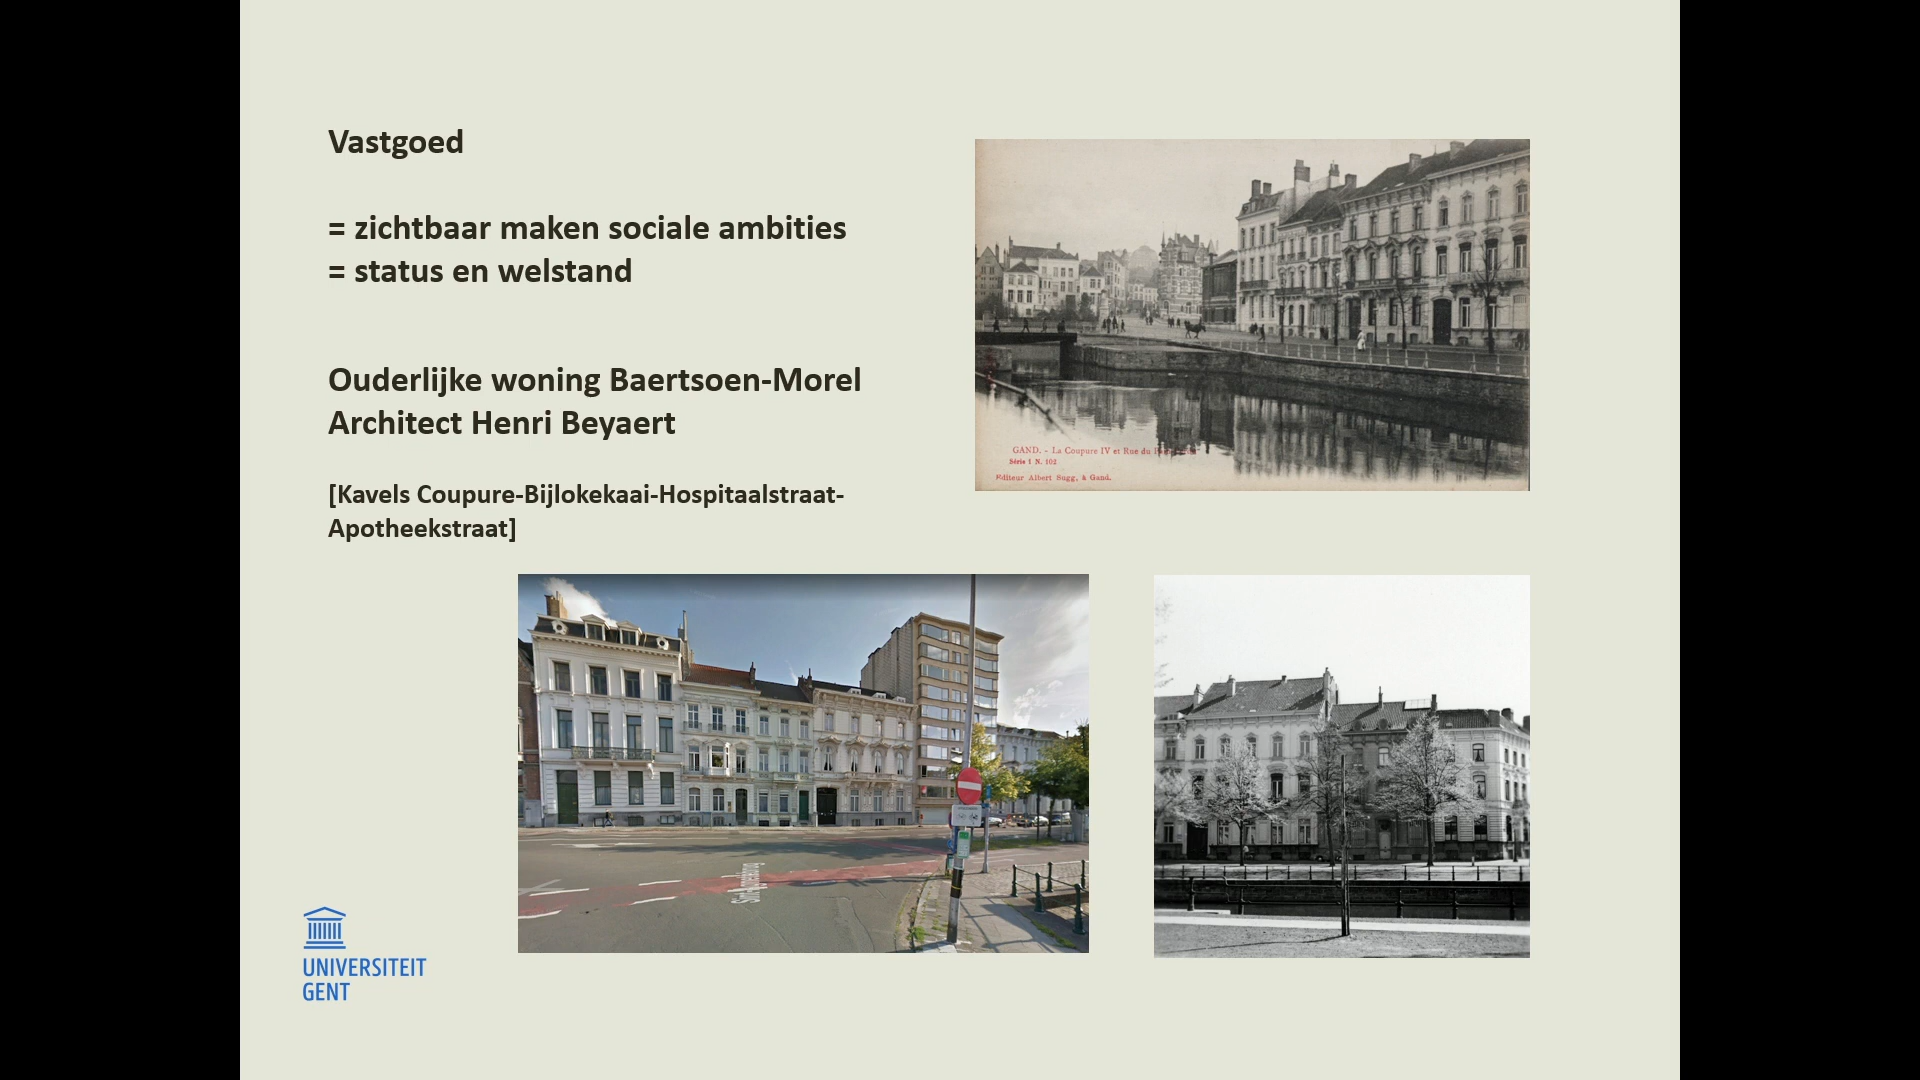 Vastgoed
= zichtbaar maken sociale ambities
= status en welstand
Ouderlijke woning Baertsoen-Morel
Architect Henri Beyaert
[Kavels Coupure-Bijlokekaai-Hospitaalstraat-
Apotheekstraat]
GAND. - La Coupure IV et Rue du
Série 1 N. 102
Editeur Albert Sugg, à Gand.
UNIVERSITEIT
GENT